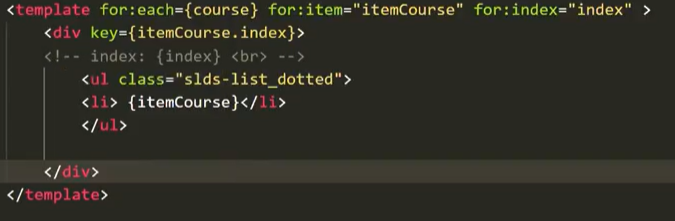 <template for:each={course} for:item="itemCourse" for:index="index" >
<div key={itemCourse.index}>
<!-- index: {index} <br> -->
<ul class="slds-list_dotted">
<li> {itemCourse}</li>
</ul>
</div>
</template>